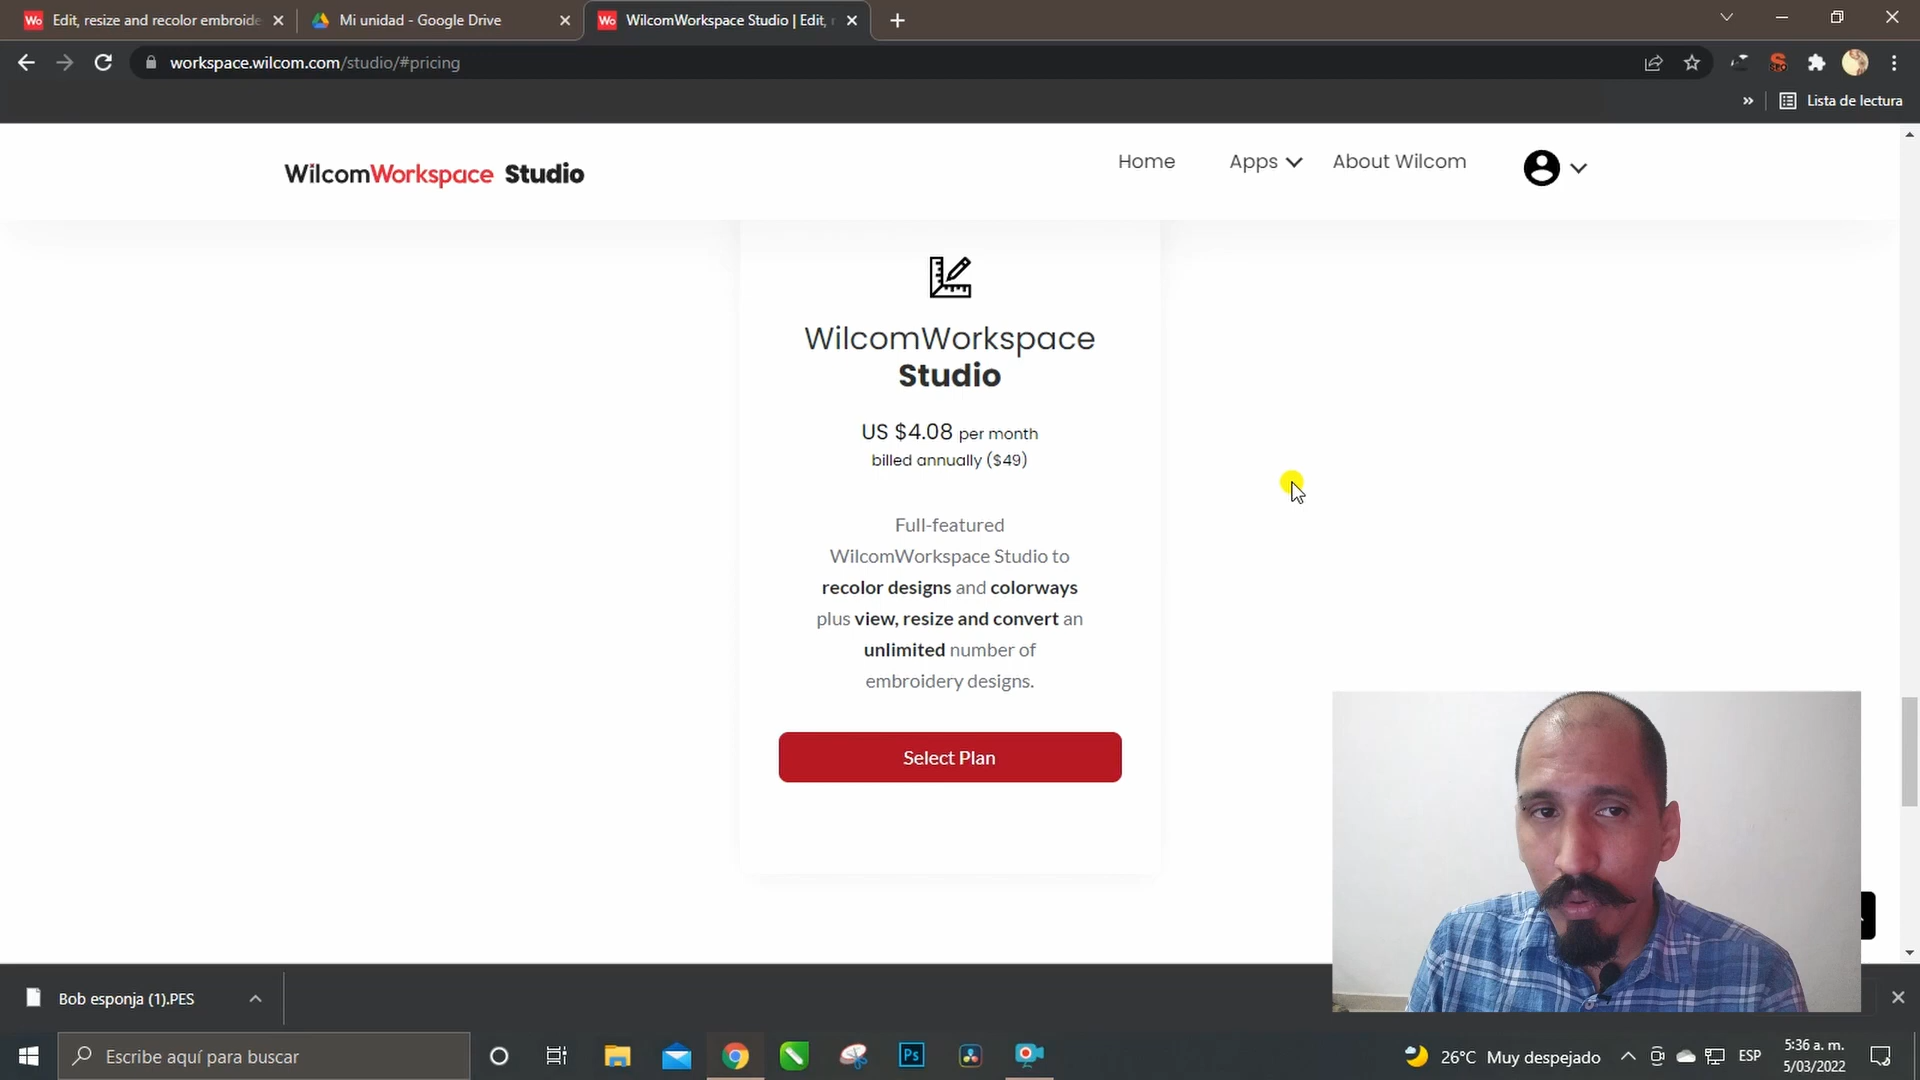 Edit, resize and recolor embroide
Mi unidad - Google Drive
WilcomWorkspace Studio | Edit,
workspace.wilcom.com/studio/#pricing
SEO
» Lista de lectura
WilcomWorkspace Studio
Home
Apps
About Wilcom
WilcomWorkspace
Studio
US $4.08 per month
billed annually ($49)
Full-featured
WilcomWorkspace Studio to
recolor designs and colorways
plus view, resize and convert an
unlimited number of
embroidery designs.
Select Plan
Bob esponja (1).PES
Escribe aquí para buscar
Ps
26°C Muy despejado
ESP
5:36 a. m.
5/03/2022